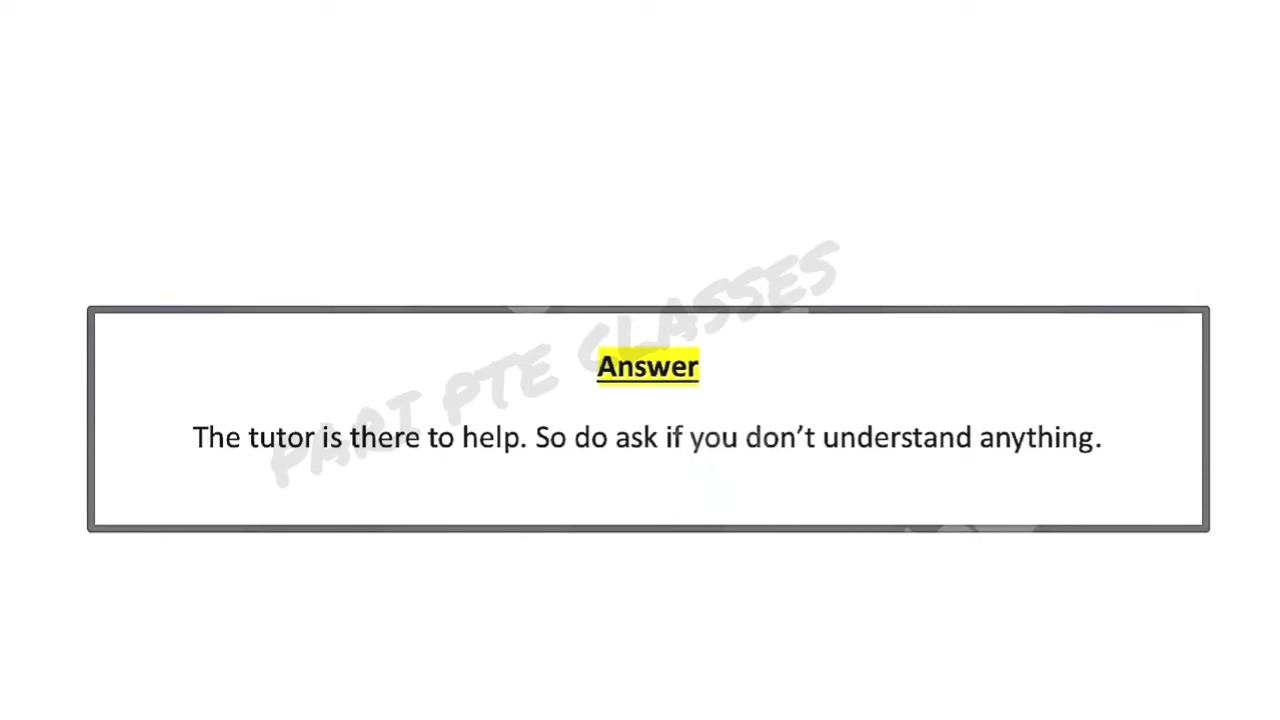 PARI PTE CLASSES
Answer
The tutor is there to help. So do ask if you don’t understand anything.